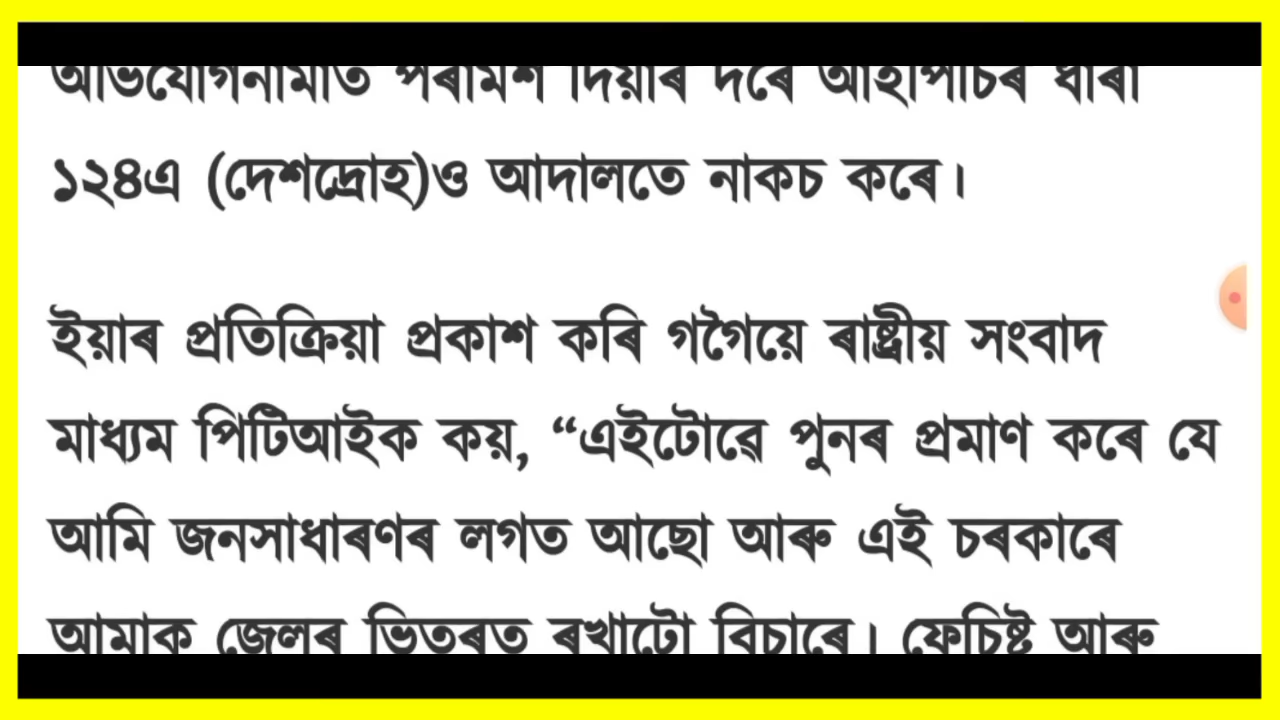 অভিযোগনামাত পৰামৰ্শ দিয়াৰ দৰে আইপিচিৰ ধাৰা
১২৪এ (দেশদ্ৰোহ)ও আদালতে নাকচ কৰে।
ইয়াৰ প্ৰতিক্ৰিয়া প্ৰকাশ কৰি গগৈয়ে ৰাষ্ট্ৰীয় সংবাদ
মাধ্যম পিটিআইক কয়, “এইটোৱে পুনৰ প্ৰমাণ কৰে যে
আমি জনসাধাৰণৰ লগত আছো আৰু এই চৰকাৰে
আমাক জেলৰ ভিতৰত ৰখাটো বিচাৰে। ফেচিষ্ট আৰু